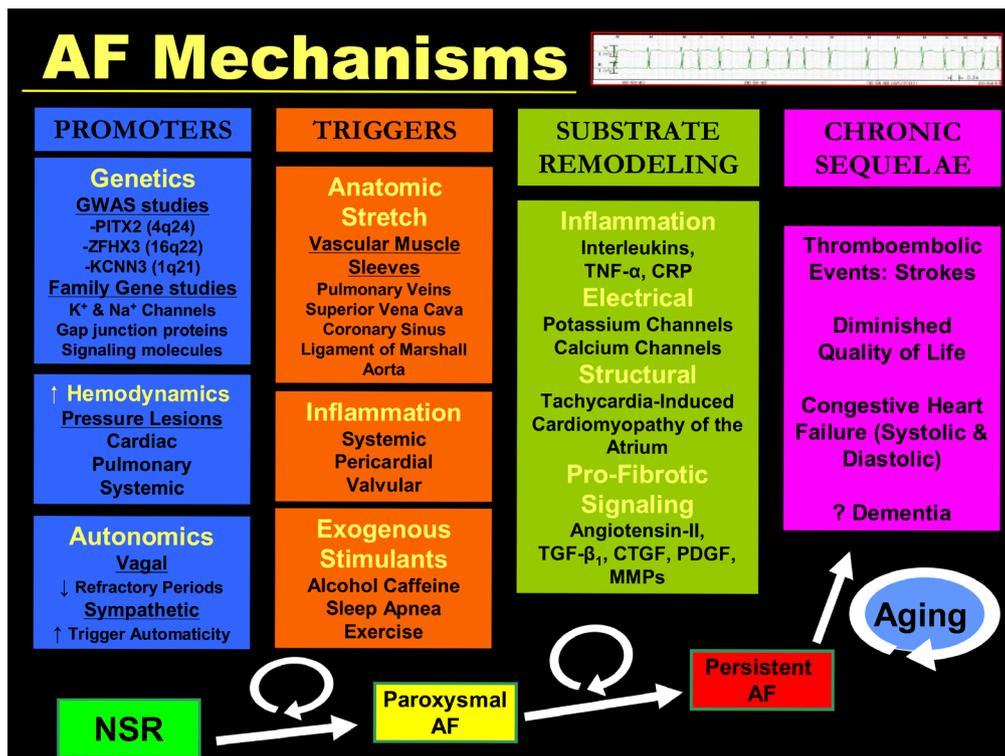 AF Mechanisms
PROMOTERS
Genetics
GWAS studies
-PITX2 (4q24)
-ZFHX3 (16q22)
-KCNN3 (1q21)
Family Gene studies
K⁺ & Na⁺ Channels
Gap junction proteins
Signaling molecules
↑ Hemodynamics
Pressure Lesions
Cardiac
Pulmonary
Systemic
Autonomics
Vagal
↓ Refractory Periods
Sympathetic
↑ Trigger Automaticity
TRIGGERS
Anatomic
Stretch
Vascular Muscle
Sleeves
Pulmonary Veins
Superior Vena Cava
Coronary Sinus
Ligament of Marshall
Aorta
Inflammation
Systemic
Pericardial
Valvular
Exogenous
Stimulants
Alcohol Caffeine
Sleep Apnea
Exercise
SUBSTRATE
REMODELING
Inflammation
Interleukins,
TNF-α, CRP
Electrical
Potassium Channels
Calcium Channels
Structural
Tachycardia-Induced
Cardiomyopathy of the
Atrium
Pro-Fibrotic
Signaling
Angiotensin-II,
TGF-β₁, CTGF, PDGF,
MMPs
CHRONIC
SEQUELAE
Thromboembolic
Events: Strokes
Diminished
Quality of Life
Congestive Heart
Failure (Systolic &
Diastolic)
? Dementia
Aging
NSR
Paroxysmal
AF
Persistent
AF